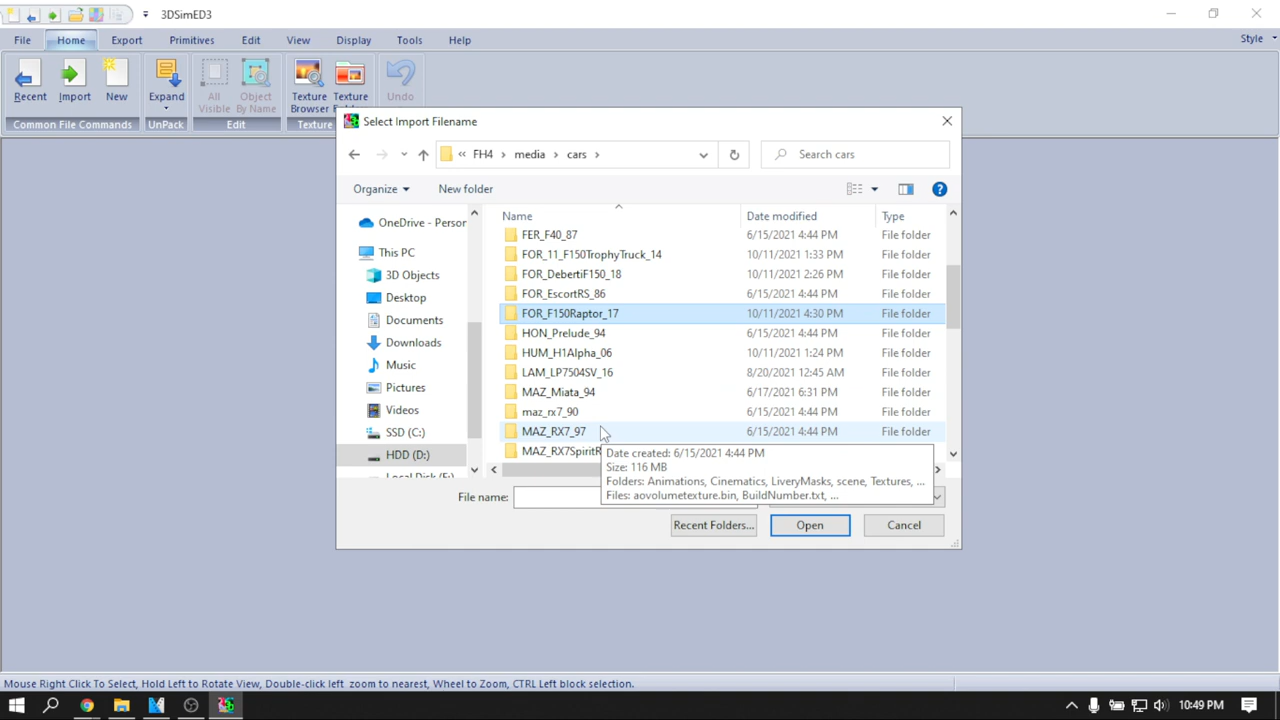 3DSimED3
File Home Export Primitives Edit View Display Tools Help Style
Recent Import New Expand All Visible Object By Name Texture Browser Texture Undo
Common File Commands UnPack Edit Texture
Select Import Filename
« FH4 › media › cars › Search cars
Organize New folder
Name Date modified Type
OneDrive - Person
This PC
3D Objects
Desktop
Documents
Downloads
Music
Pictures
Videos
SSD (C:)
HDD (D:)
FER_F40_87 6/15/2021 4:44 PM File folder
FOR_11_F150TrophyTruck_14 10/11/2021 1:33 PM File folder
FOR_DebertiF150_18 10/11/2021 2:26 PM File folder
FOR_EscortRS_86 6/15/2021 4:44 PM File folder
FOR_F150Raptor_17 10/11/2021 4:30 PM File folder
HON_Prelude_94 6/15/2021 4:44 PM File folder
HUM_H1Alpha_06 10/11/2021 1:24 PM File folder
LAM_LP7504SV_16 8/20/2021 12:45 AM File folder
MAZ_Miata_94 6/17/2021 6:31 PM File folder
maz_rx7_90 6/15/2021 4:44 PM File folder
MAZ_RX7_97 6/15/2021 4:44 PM File folder
MAZ_RX7SpiritR
Date created: 6/15/2021 4:44 PM
Size: 116 MB
Folders: Animations, Cinematics, LiveryMasks, scene, Textures, ...
Files: aovolumetexture.bin, BuildNumber.txt, ...
File name:
Recent Folders... Open Cancel
Mouse Right Click To Select, Hold Left to Rotate View, Double-click left zoom to nearest, Wheel to Zoom, CTRL Left block selection.
10:49 PM